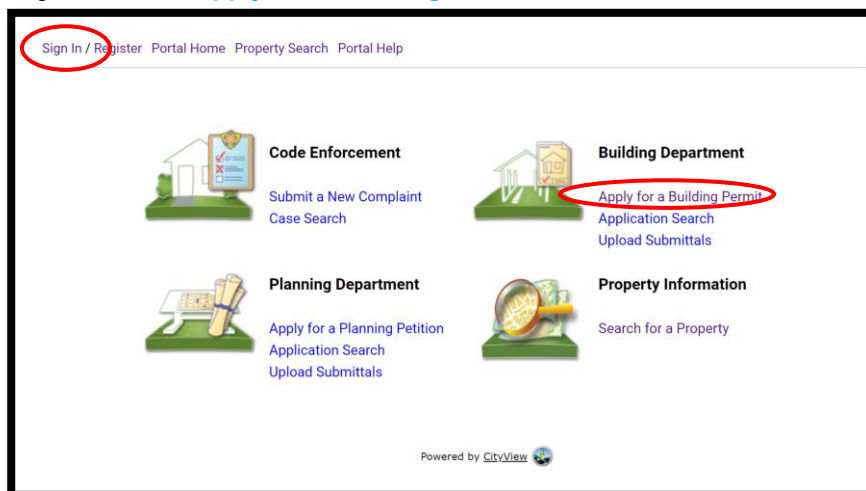 Sign In / Register Portal Home Property Search Portal Help
Code Enforcement
Submit a New Complaint
Case Search
Building Department
Apply for a Building Permit
Application Search
Upload Submittals
Planning Department
Apply for a Planning Petition
Application Search
Upload Submittals
Property Information
Search for a Property
Powered by CityView